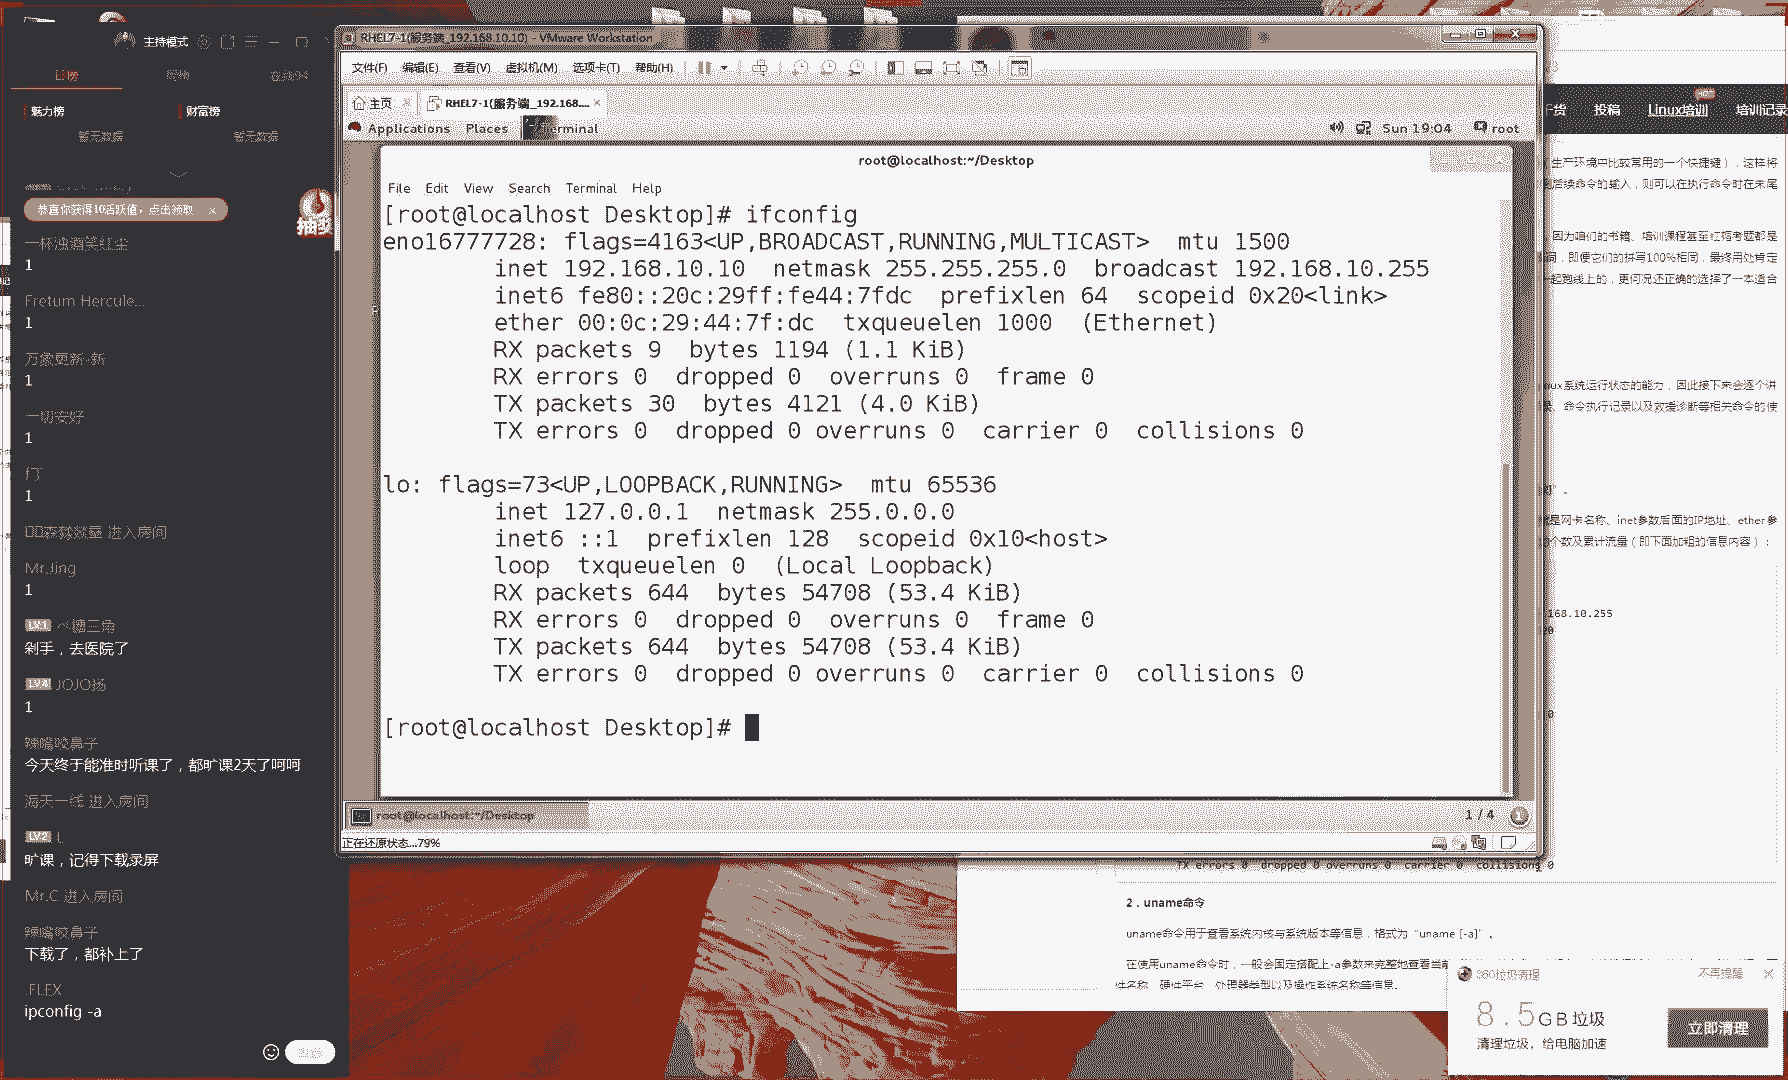 主持模式
日榜
周榜
魅力榜
财富榜
暂无数据
暂无数据
恭喜你获得10活跃值，点击领取 ×
抽奖
一杯浊酒笑红尘
1
Fretum Hercule...
1
万象更新-新
1
一切安好
1
1
进入房间
Mr.Jing
1
LV.1
剁手，去医院了
LV.4 JOJO扬
1
辣嘴咬鼻子
今天终于能准时听课了，都旷课2天了呵呵
海天一线 进入房间
LV.2 L
旷课，记得下载录屏
Mr.C 进入房间
辣嘴咬鼻子
下载了，都补上了
.FLEX
ipconfig -a
RHEL7-1(服务端_192.168.10.10) - VMware Workstation
文件(F) 编辑(E) 查看(V) 虚拟机(M) 选项卡(T) 帮助(H)
主页 × RHEL7-1(服务端_192.168.... ×
Applications Places Terminal Sun 19:04 root
root@localhost:~/Desktop
File Edit View Search Terminal Help
[root@localhost Desktop]# ifconfig
eno16777728: flags=4163<UP,BROADCAST,RUNNING,MULTICAST> mtu 1500
inet 192.168.10.10 netmask 255.255.255.0 broadcast 192.168.10.255
inet6 fe80::20c:29ff:fe44:7fdc prefixlen 64 scopeid 0x20<link>
ether 00:0c:29:44:7f:dc txqueuelen 1000 (Ethernet)
RX packets 9 bytes 1194 (1.1 KiB)
RX errors 0 dropped 0 overruns 0 frame 0
TX packets 30 bytes 4121 (4.0 KiB)
TX errors 0 dropped 0 overruns 0 carrier 0 collisions 0
lo: flags=73<UP,LOOPBACK,RUNNING> mtu 65536
inet 127.0.0.1 netmask 255.0.0.0
inet6 ::1 prefixlen 128 scopeid 0x10<host>
loop txqueuelen 0 (Local Loopback)
RX packets 644 bytes 54708 (53.4 KiB)
RX errors 0 dropped 0 overruns 0 frame 0
TX packets 644 bytes 54708 (53.4 KiB)
TX errors 0 dropped 0 overruns 0 carrier 0 collisions 0
[root@localhost Desktop]#
root@localhost:~/Desktop
1 / 4
正在还原状态...79%
干货 投稿 Linux培训 培训记录
生产环境中比较常用的一个快捷键），这样将
后续命令的输入，则可以在执行命令时在末尾
因为咱们的书籍、培训课程甚至红帽考题都是
即使它们的拼写100%相同，最终用处肯定
一起跑线上的，更何况还正确的选择了一本适合
系统运行状态的能力，因此接下来会逐个讲
、命令执行记录以及救援诊断等相关命令的使
是网卡名称、inet参数后面的IP地址、ether参
个数及累计流量（即下面加粗的信息内容）：
.168.10.255
TX errors 0 dropped 0 overruns 0 carrier 0 collisions 0
2．uname命令
uname命令用于查看系统内核与系统版本等信息，格式为“uname [-a]”。
在使用uname命令时，一般会固定搭配上-a参数来完整地查看当前
件名称、硬件平台、处理器类型以及操作系统名称等信息。
360垃圾清理 不再提醒
8.5GB垃圾
清理垃圾，给电脑加速
立即清理